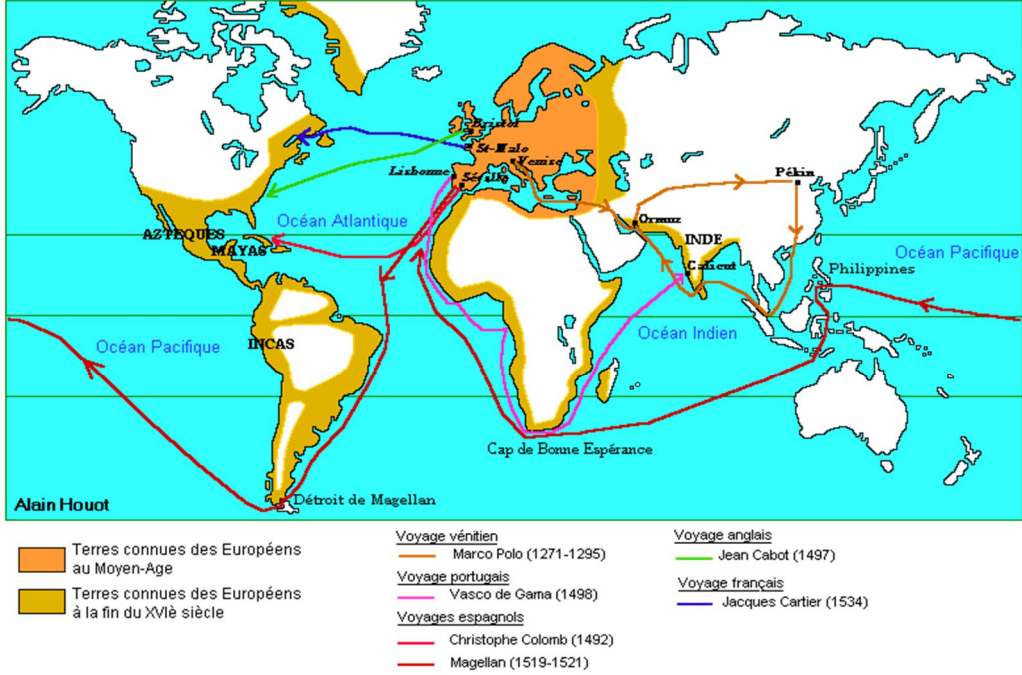 Bristol
St-Malo
Venise
Lisbonne
Séville
Pékin
Océan Atlantique
Ormuz
AZTEQUES
INDE
MAYAS
Océan Pacifique
Calicut
Philippines
Océan Indien
Océan Pacifique
INCAS
Cap de Bonne Espérance
Détroit de Magellan
Alain Houot
Terres connues des Européens
au Moyen-Age
Terres connues des Européens
à la fin du XVIè siècle
Voyage vénitien
Marco Polo (1271-1295)
Voyage portugais
Vasco de Gama (1498)
Voyages espagnols
Christophe Colomb (1492)
Magellan (1519-1521)
Voyage anglais
Jean Cabot (1497)
Voyage français
Jacques Cartier (1534)